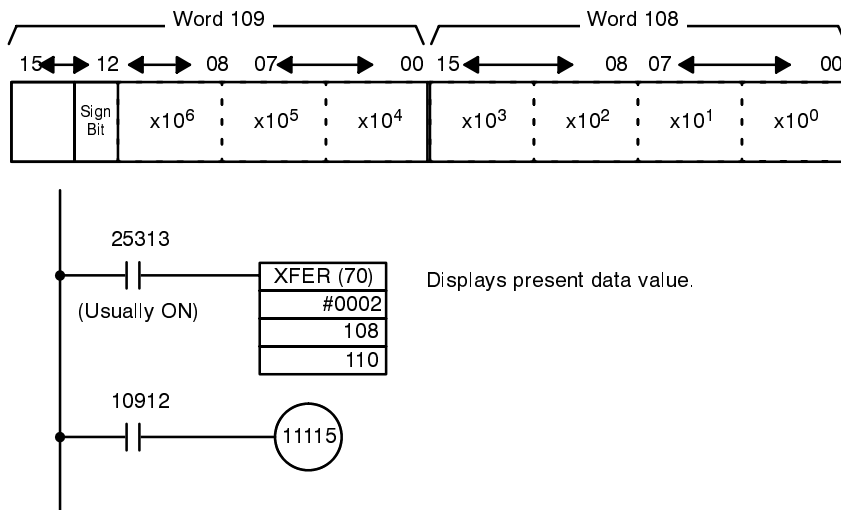 Word 109 Word 108
15 12 08 07 00 15 08 07 00
Sign Bit x10⁶ x10⁵ x10⁴ x10³ x10² x10¹ x10⁰
25313
XFER (70)
Displays present data value.
(Usually ON)
#0002
108
110
10912
11115